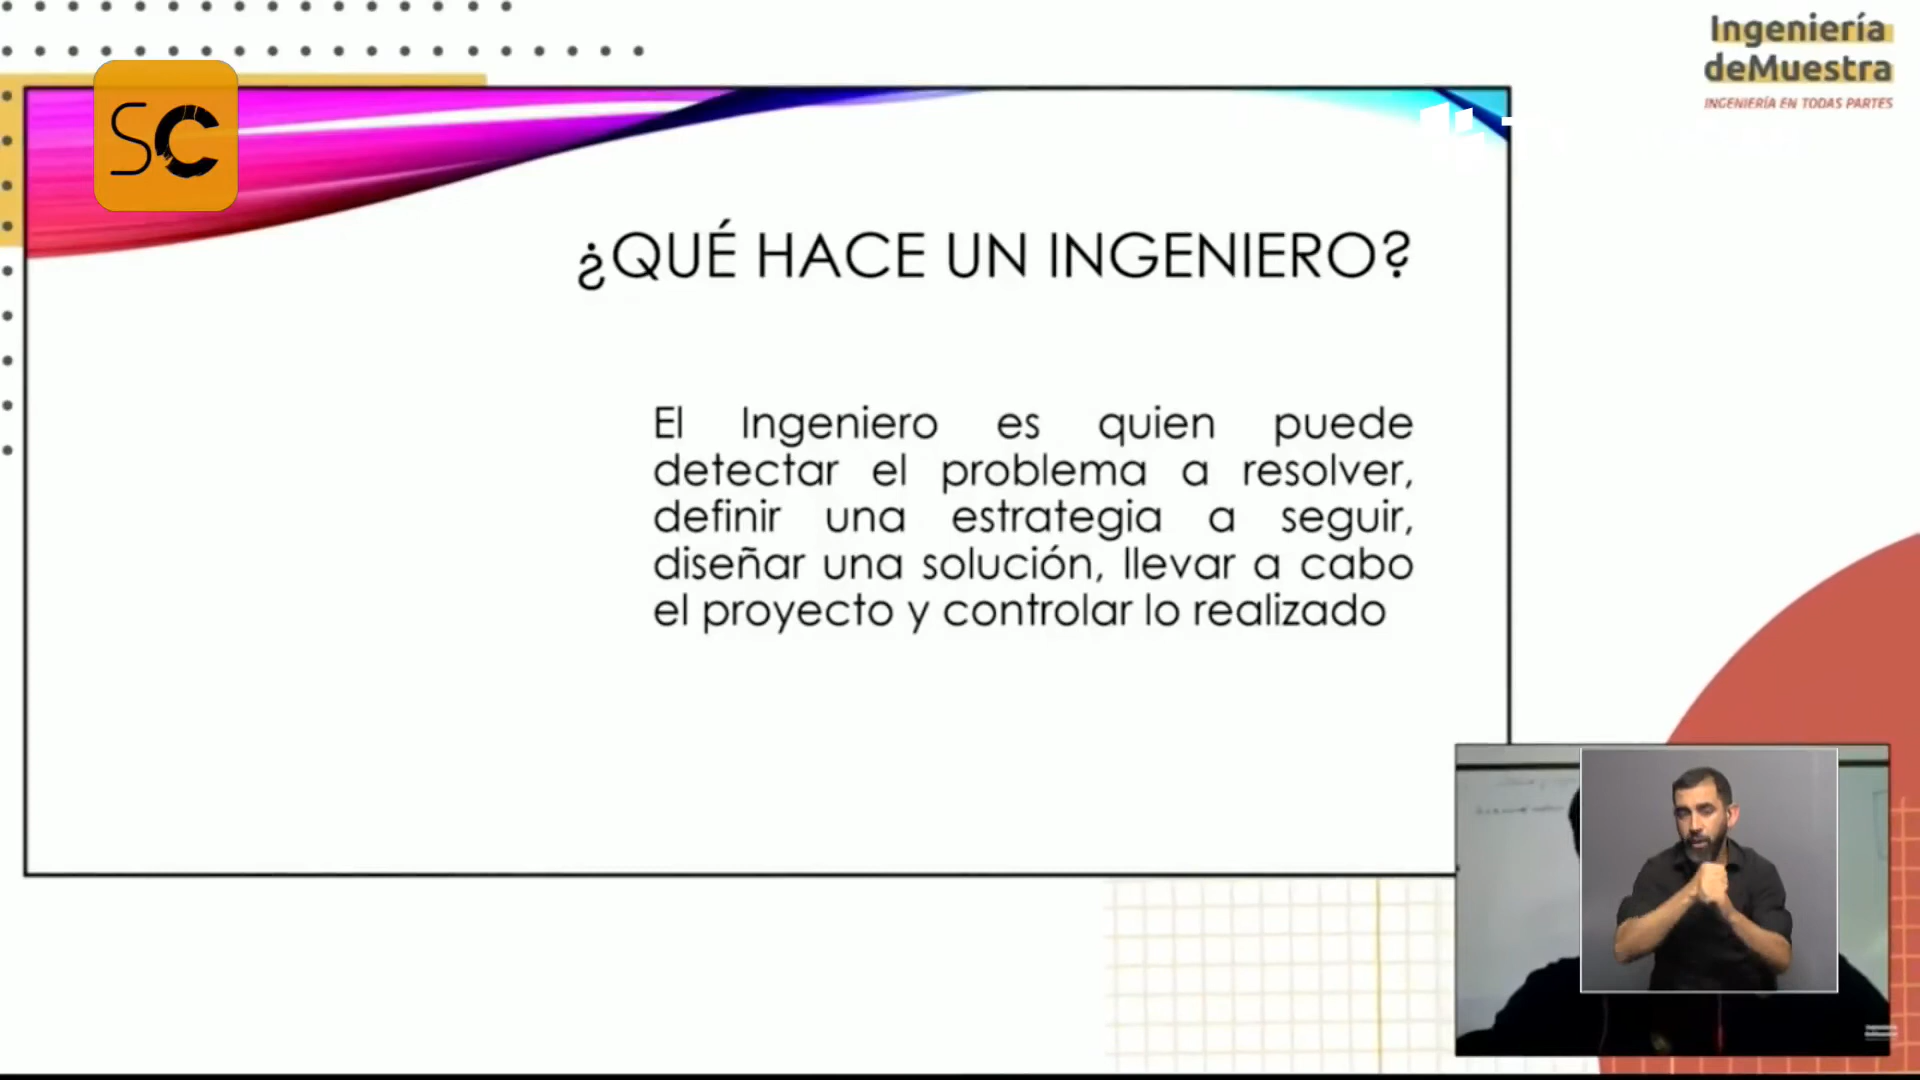 Ingeniería
deMuestra
INGENIERÍA EN TODAS PARTES
SC
¿QUÉ HACE UN INGENIERO?
El Ingeniero es quien puede
detectar el problema a resolver,
definir una estrategia a seguir,
diseñar una solución, llevar a cabo
el proyecto y controlar lo realizado